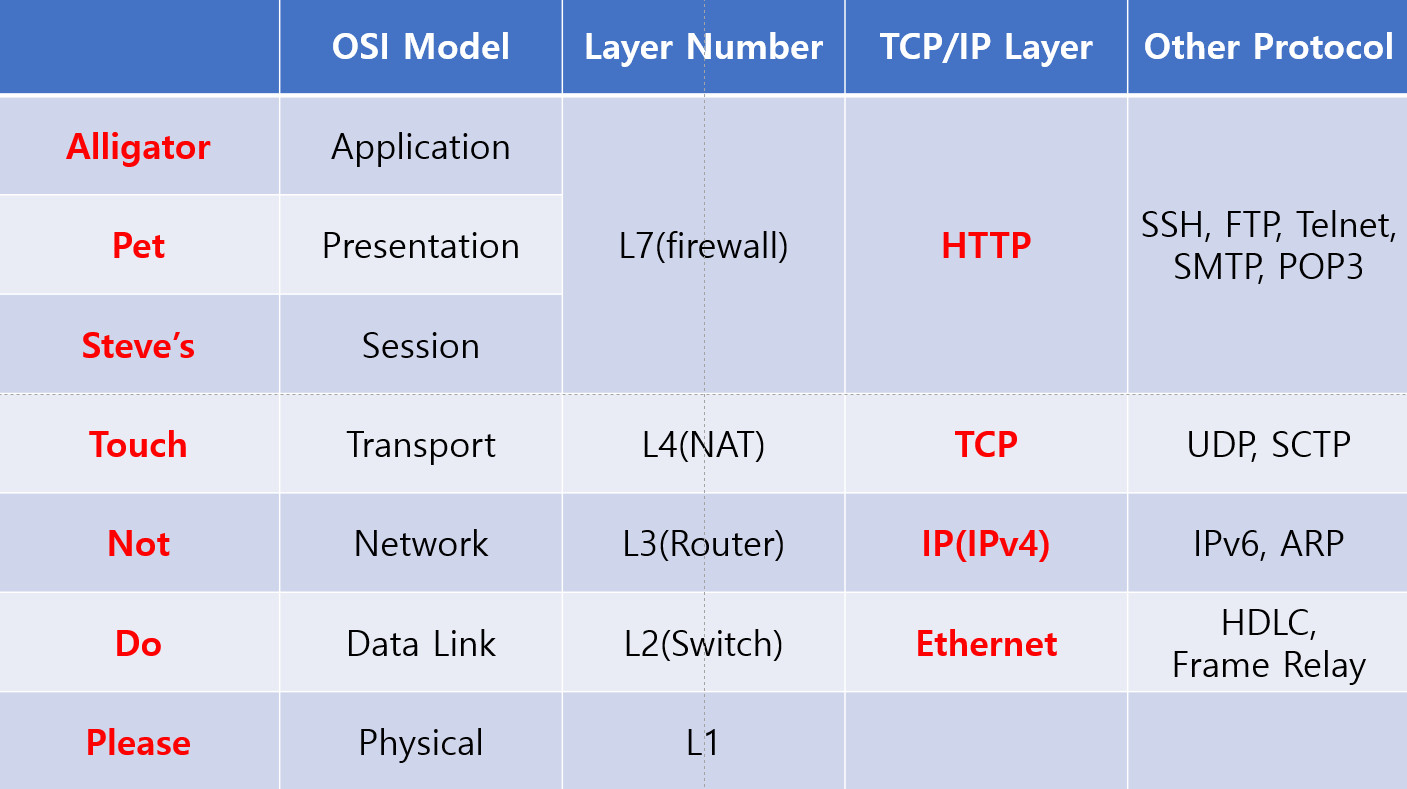 OSI Model Layer Number TCP/IP Layer Other Protocol
Alligator Application
Pet Presentation L7(firewall) HTTP SSH, FTP, Telnet,
SMTP, POP3
Steve’s Session
Touch Transport L4(NAT) TCP UDP, SCTP
Not Network L3(Router) IP(IPv4) IPv6, ARP
Do Data Link L2(Switch) Ethernet HDLC,
Frame Relay
Please Physical L1